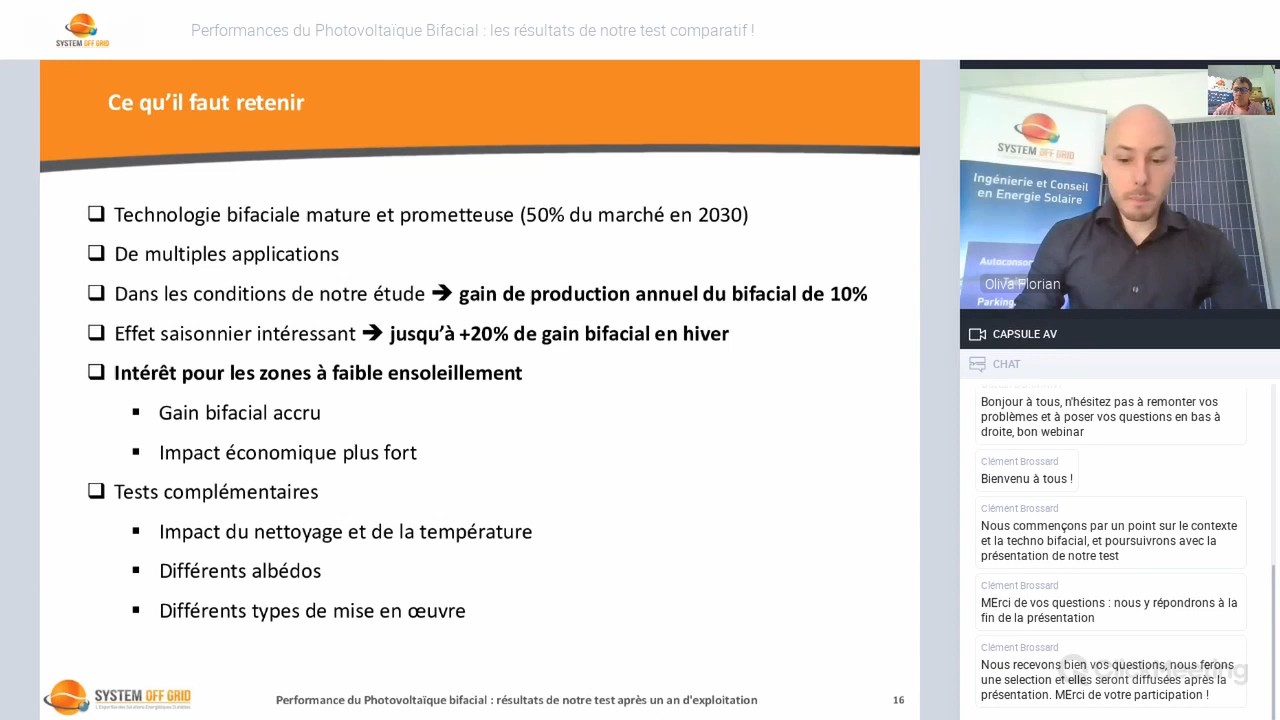 SYSTEM OFF GRID
Performances du Photovoltaïque Bifacial : les résultats de notre test comparatif !
Ce qu'il faut retenir
❑ Technologie bifaciale mature et prometteuse (50% du marché en 2030)
❑ De multiples applications
❑ Dans les conditions de notre étude ➔ gain de production annuel du bifacial de 10%
❑ Effet saisonnier intéressant ➔ jusqu'à +20% de gain bifacial en hiver
❑ Intérêt pour les zones à faible ensoleillement
▪ Gain bifacial accru
▪ Impact économique plus fort
❑ Tests complémentaires
▪ Impact du nettoyage et de la température
▪ Différents albédos
▪ Différents types de mise en œuvre
SYSTEM OFF GRID
Performance du Photovoltaïque bifacial : résultats de notre test après un an d'exploitation
16
SYSTEM OFF GRID
Ingénierie et Conseil
en Energie Solaire
Parking.
Oliva Florian
CAPSULE AV
CHAT
Bonjour à tous, n'hésitez pas à remonter vos
problèmes et à poser vos questions en bas à
droite, bon webinar
Clément Brossard
Bienvenu à tous !
Clément Brossard
Nous commençons par un point sur le contexte
et la techno bifacial, et poursuivrons avec la
présentation de notre test
Clément Brossard
MErci de vos questions : nous y répondrons à la
fin de la présentation
Clément Brossard
Nous recevons bien vos questions, nous ferons
une selection et elles seront diffusées après la
présentation. MErci de votre participation !